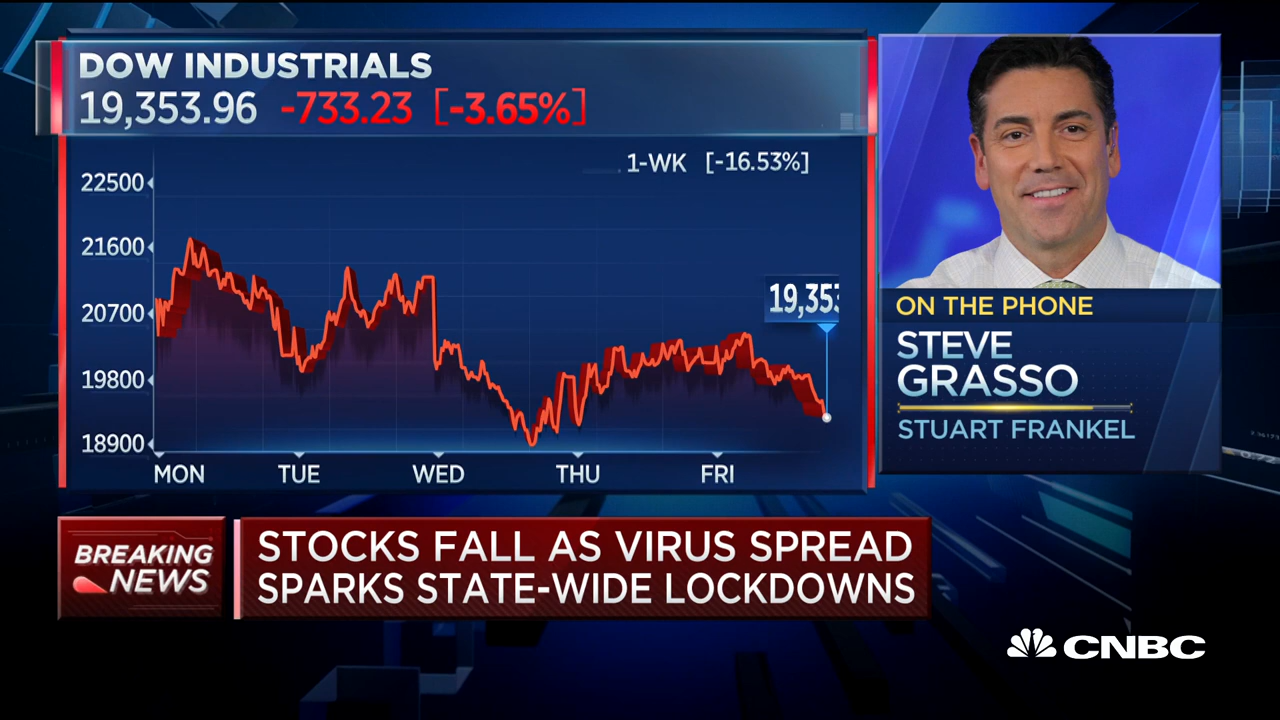 DOW INDUSTRIALS
19,353.96 -733.23 [-3.65%]
1-WK [-16.53%]
22500
21600
20700
19800
18900
19,353
MON TUE WED THU FRI
ON THE PHONE
STEVE
GRASSO
STUART FRANKEL
BREAKING
NEWS
STOCKS FALL AS VIRUS SPREAD
SPARKS STATE-WIDE LOCKDOWNS
CNBC